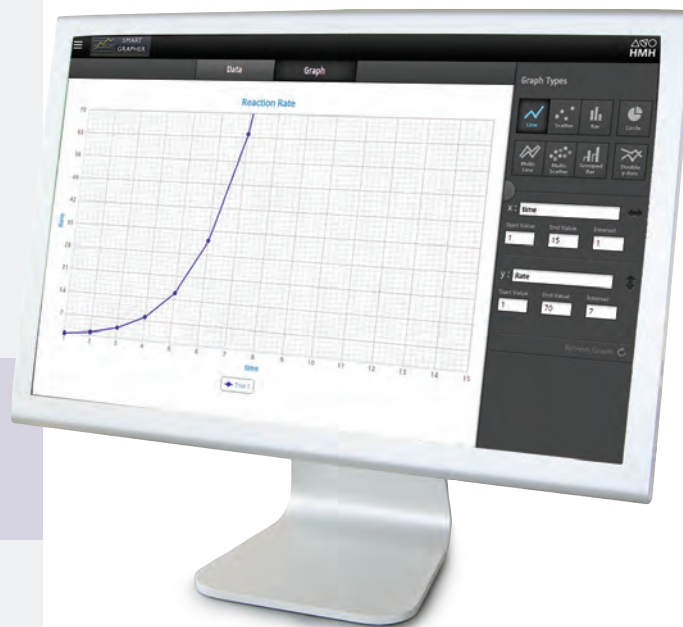 SMART
GRAPHER
HMH
Data Graph
Graph Types
Line Scatter Bar Circle
Multi-
Line
Multi-
Scatter
Grouped
Bar
Double
y-Axis
Reaction Rate
70
63
56
49
42
35
28
21
14
7
Rate
1 2 3 4 5 6 7 8 9 10 11 12 13 14 15
time
Trial 1
x: time
Start Value End Value Interval
1 15 1
y: Rate
Start Value End Value Interval
1 70 7
Refresh Graph